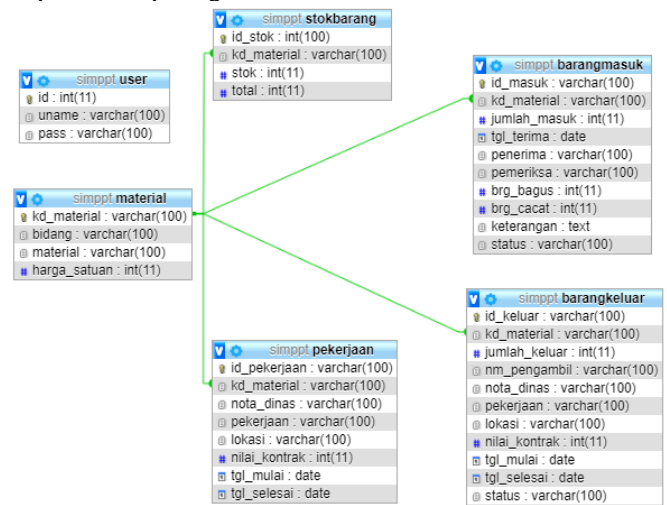 simppt stokbarang
id_stok : int(100)
kd_material : varchar(100)
stok : int(11)
total : int(11)
simppt user
id : int(11)
uname : varchar(100)
pass : varchar(100)
simppt barangmasuk
id_masuk : varchar(100)
kd_material : varchar(100)
jumlah_masuk : int(11)
tgl_terima : date
penerima : varchar(100)
pemeriksa : varchar(100)
brg_bagus : int(11)
brg_cacat : int(11)
keterangan : text
status : varchar(100)
simppt material
kd_material : varchar(100)
bidang : varchar(100)
material : varchar(100)
harga_satuan : int(11)
simppt pekerjaan
id_pekerjaan : varchar(100)
kd_material : varchar(100)
nota_dinas : varchar(100)
pekerjaan : varchar(100)
lokasi : varchar(100)
nilai_kontrak : int(11)
tgl_mulai : date
tgl_selesai : date
simppt barangkeluar
id_keluar : varchar(100)
kd_material : varchar(100)
jumlah_keluar : int(11)
nm_pengambil : varchar(100)
nota_dinas : varchar(100)
pekerjaan : varchar(100)
lokasi : varchar(100)
nilai_kontrak : int(11)
tgl_mulai : date
tgl_selesai : date
status : varchar(100)